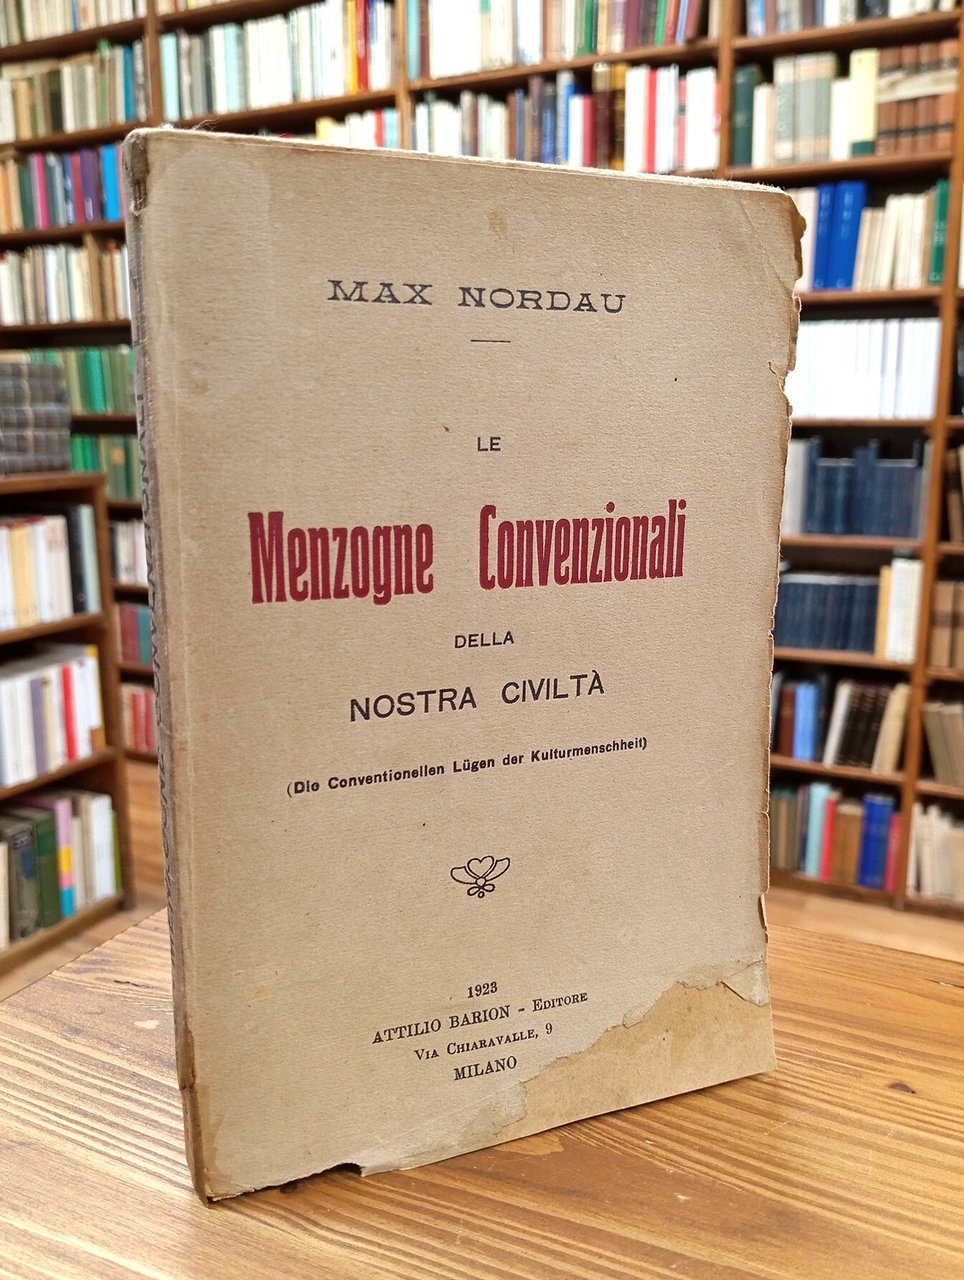 MAX NORDAU
LE
Menzogne Convenzionali
DELLA
NOSTRA CIVILTÀ
(Die Conventionellen Lügen der Kulturmenschheit)
1923
ATTILIO BARION - EDITORE
VIA CHIARAVALLE, 9
MILANO